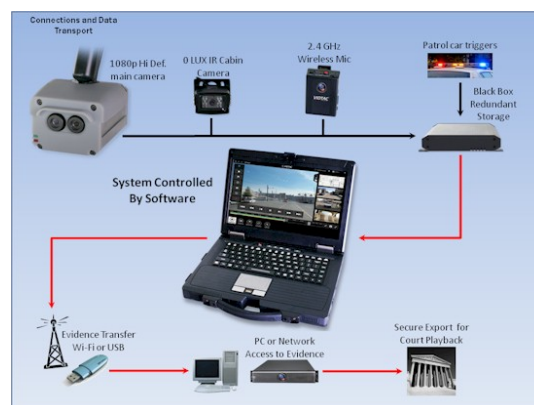 Connections and Data
Transport
1080p Hi Def.
main camera
0 LUX IR Cabin
Camera
2.4 GHz
Wireless Mic
Patrol car triggers
Black Box
Redundant
Storage
System Controlled
By Software
Evidence Transfer
Wi-Fi or USB
PC or Network
Access to Evidence
Secure Export for
Court Playback